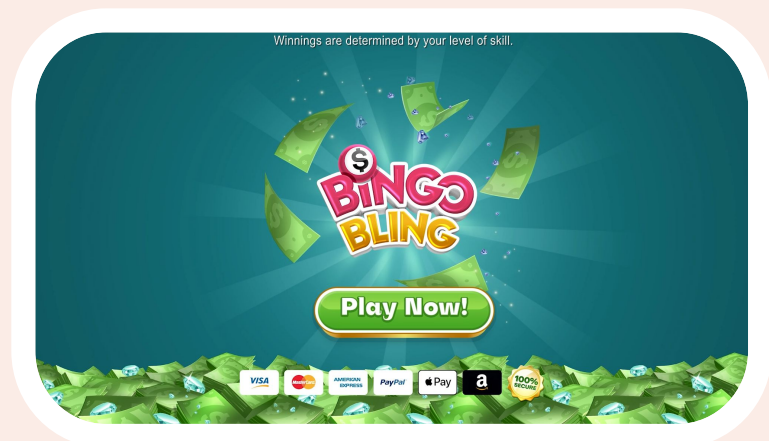 Winnings are determined by your level of skill.
$
BINGO
BLING
Play Now!
VISA MasterCard AMERICAN EXPRESS PayPal Pay a 100% SECURE